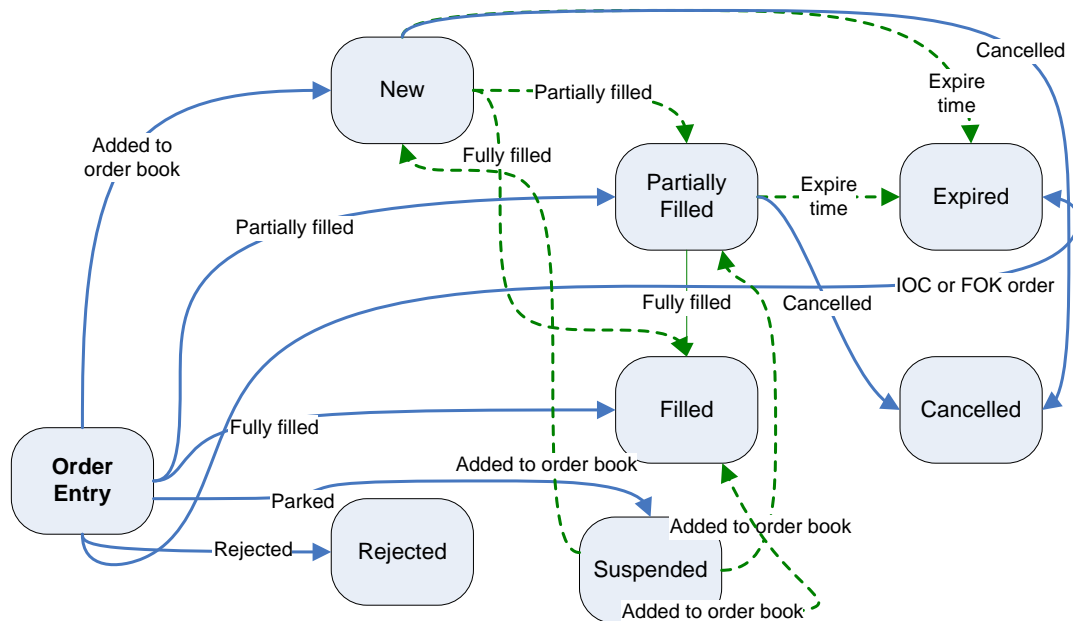 Cancelled
New
Expire
time
Partially filled
Added to
order book
Fully filled
Partially
Filled
Expire
time
Expired
Partially filled
IOC or FOK order
Fully filled
Cancelled
Filled
Cancelled
Fully filled
Order
Entry
Added to order book
Parked
Added to order book
Rejected
Rejected
Suspended
Added to order book